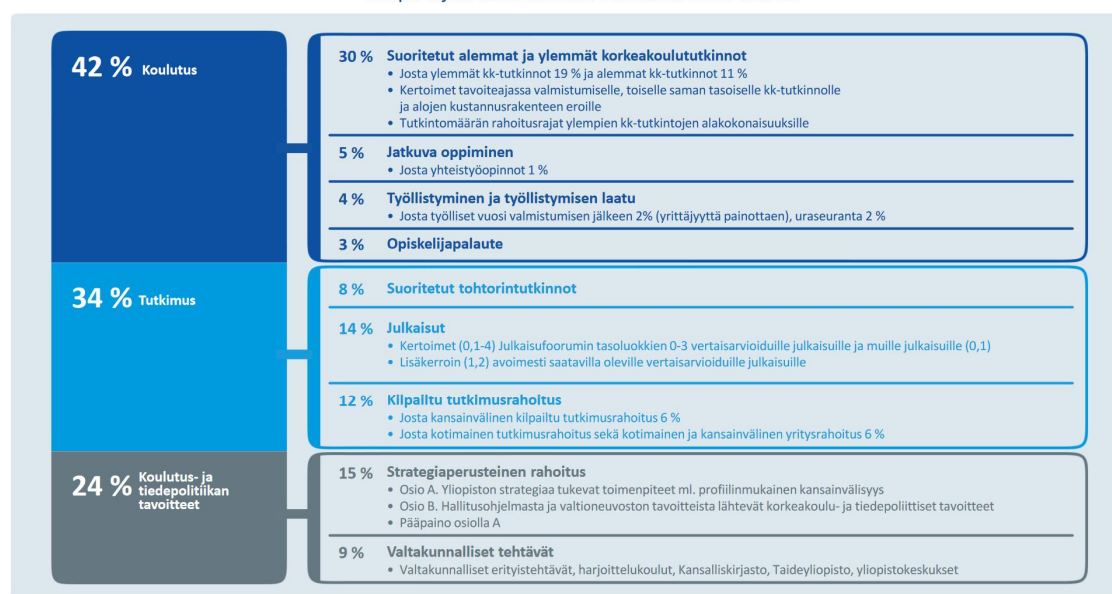 42 % Koulutus
30 % Suoritetut alemmat ja ylemmät korkeakoulututkinnot
• Josta ylemmät kk-tutkinnot 19 % ja alemmat kk-tutkinnot 11 %
• Kertoimet tavoiteajassa valmistumiselle, toiselle saman tasoiselle kk-tutkinnolle
ja alojen kustannusrakenteen eroille
• Tutkintomäärän rahoitusrajat ylempien kk-tutkintojen alakokonaisuuksille
5 % Jatkuva oppiminen
• Josta yhteistyöopinnot 1 %
4 % Työllistyminen ja työllistymisen laatu
• Josta työlliset vuosi valmistumisen jälkeen 2% (yrittäjyyttä painottaen), uraseuranta 2 %
3 % Opiskelijapalaute
34 % Tutkimus
8 % Suoritetut tohtorintutkinnot
14 % Julkaisut
• Kertoimet (0,1-4) Julkaisufoorumin tasoluokkien 0-3 vertaisarvioiduille julkaisuille ja muille julkaisuille (0,1)
• Lisäkerroin (1,2) avoimesti saatavilla oleville vertaisarvioiduille julkaisuille
12 % Kilpailtu tutkimusrahoitus
• Josta kansainvälinen kilpailtu tutkimusrahoitus 6 %
• Josta kotimainen tutkimusrahoitus sekä kotimainen ja kansainvälinen yritysrahoitus 6 %
24 % Koulutus- ja
tiedepolitiikan
tavoitteet
15 % Strategiaperusteinen rahoitus
• Osio A. Yliopiston strategiaa tukevat toimenpiteet ml. profiilinmukainen kansainvälisyys
• Osio B. Hallitusohjelmasta ja valtioneuvoston tavoitteista lähtevät korkeakoulu- ja tiedepoliittiset tavoitteet
• Pääpaino osiolla A
9 % Valtakunnalliset tehtävät
• Valtakunnalliset erityistehtävät, harjoittelukoulut, Kansalliskirjasto, Taideyliopisto, yliopistokeskukset